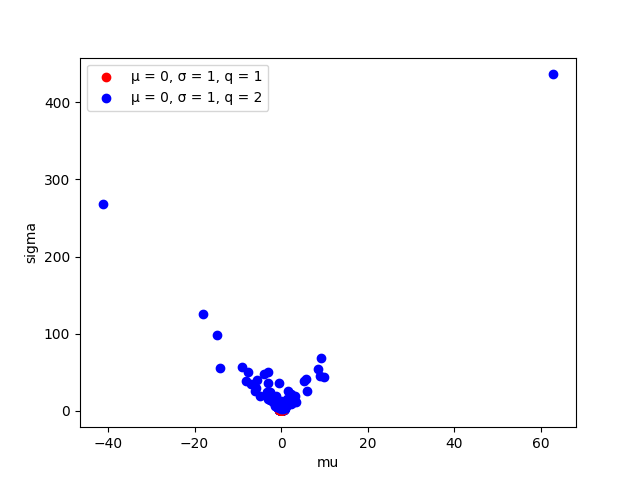 μ = 0, σ = 1, q = 1
μ = 0, σ = 1, q = 2
400
300
200
100
0
sigma
−40
−20
0
20
40
60
mu